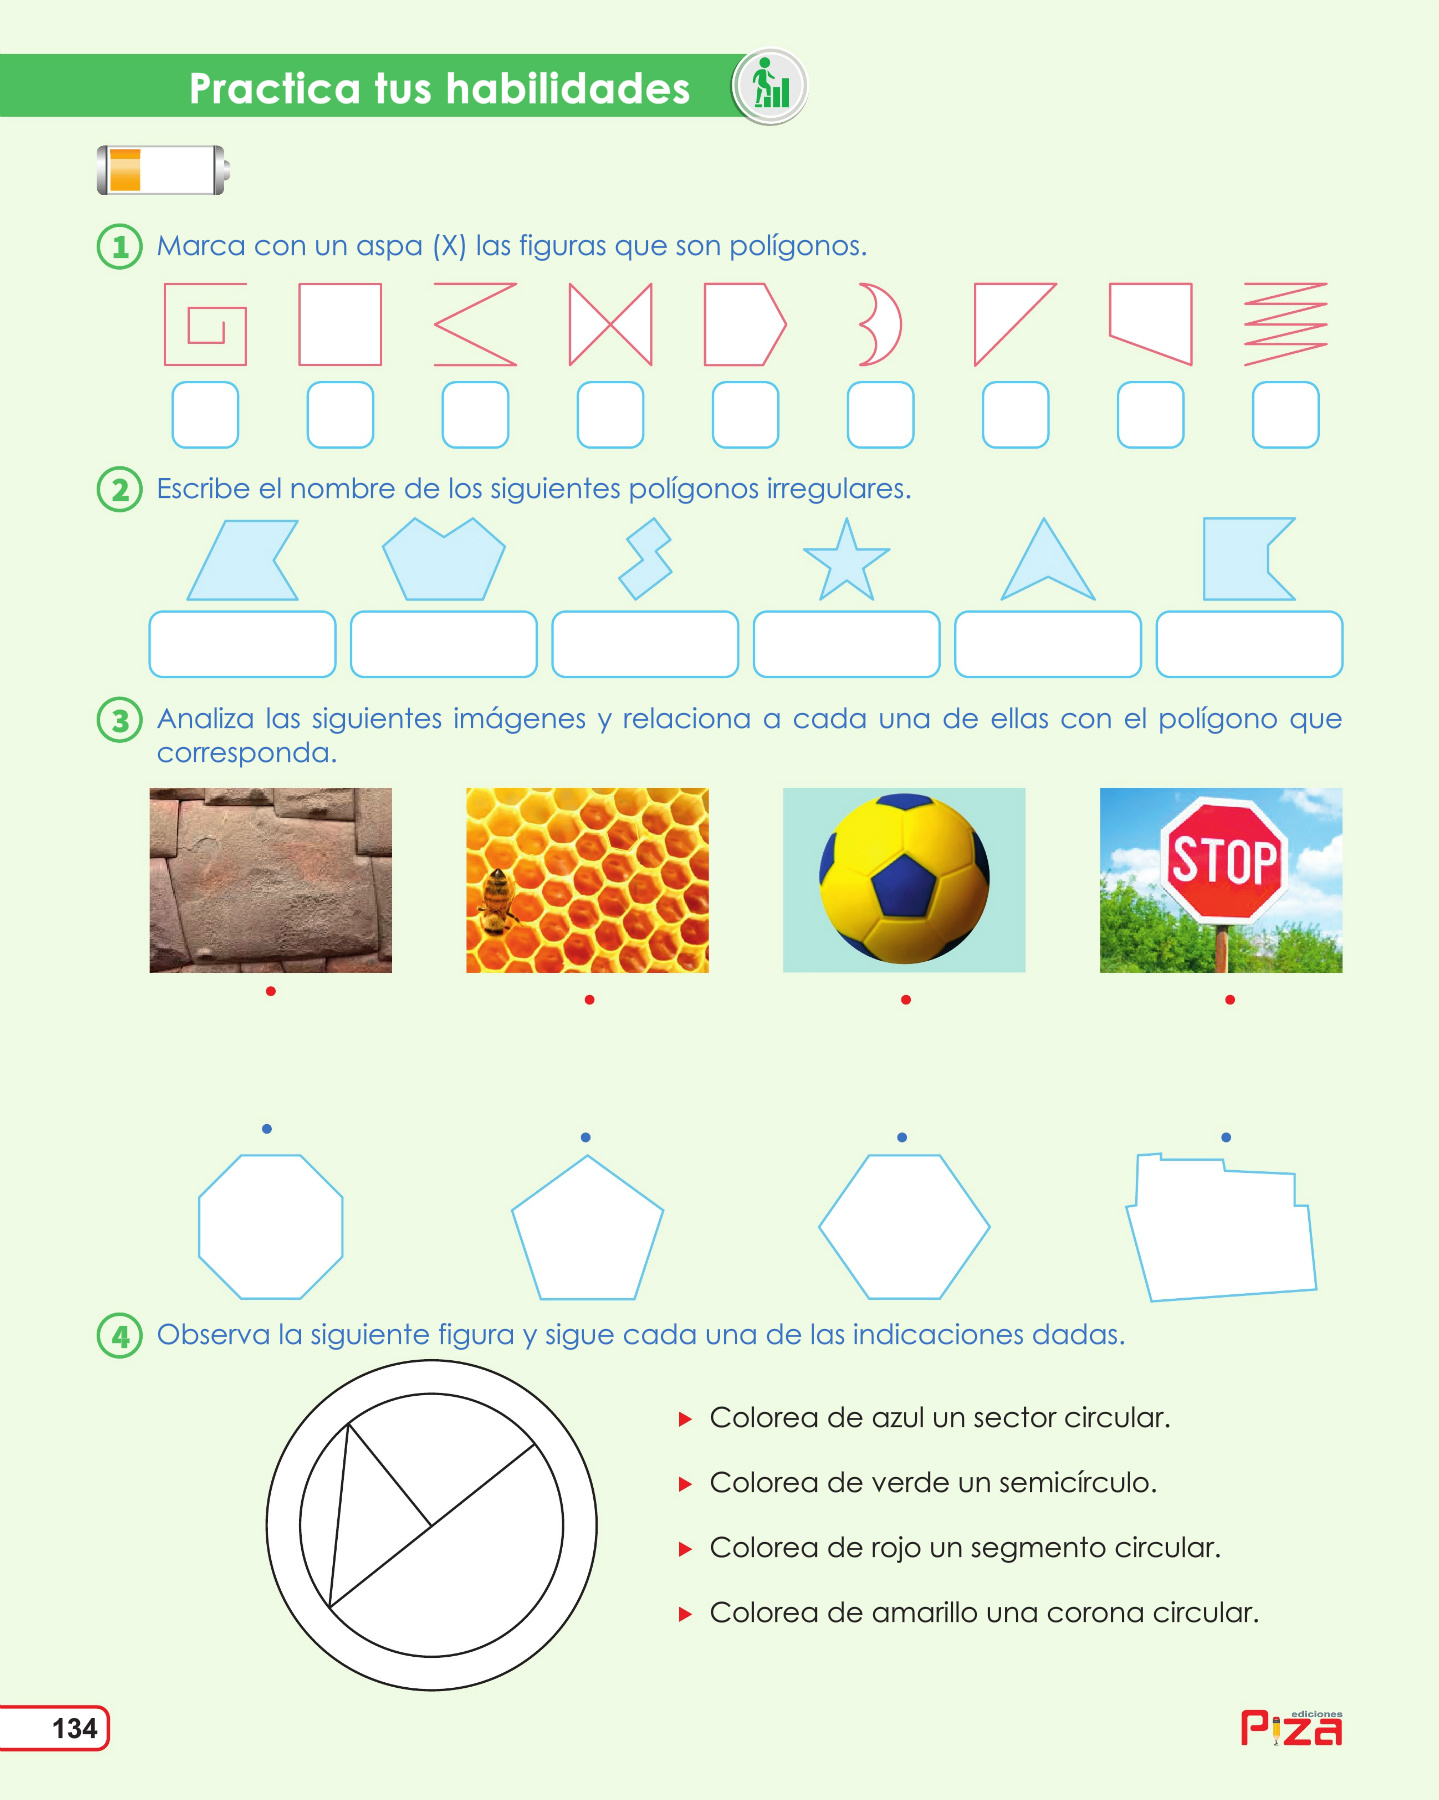 Practica tus habilidades
1 Marca con un aspa (X) las figuras que son polígonos.
2 Escribe el nombre de los siguientes polígonos irregulares.
3 Analiza las siguientes imágenes y relaciona a cada una de ellas con el polígono que
corresponda.
STOP
4 Observa la siguiente figura y sigue cada una de las indicaciones dadas.
Colorea de azul un sector circular.
Colorea de verde un semicírculo.
Colorea de rojo un segmento circular.
Colorea de amarillo una corona circular.
134
ediciones
Piza